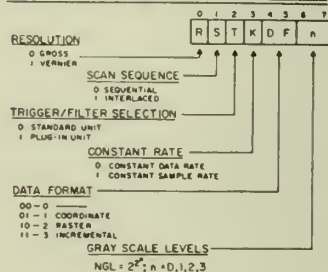 0 1 2 3 4 5 6 7
R S T K D F n
RESOLUTION
0 GROSS
1 VERNIER
SCAN SEQUENCE
0 SEQUENTIAL
1 INTERLACED
TRIGGER/FILTER SELECTION
0 STANDARD UNIT
1 PLUG-IN UNIT
CONSTANT RATE
0 CONSTANT DATA RATE
1 CONSTANT SAMPLE RATE
DATA FORMAT
00-0 ——
01-1 COORDINATE
10-2 RASTER
11-3 INCREMENTAL
GRAY SCALE LEVELS
NGL = 2^2^n; n = 0,1,2,3